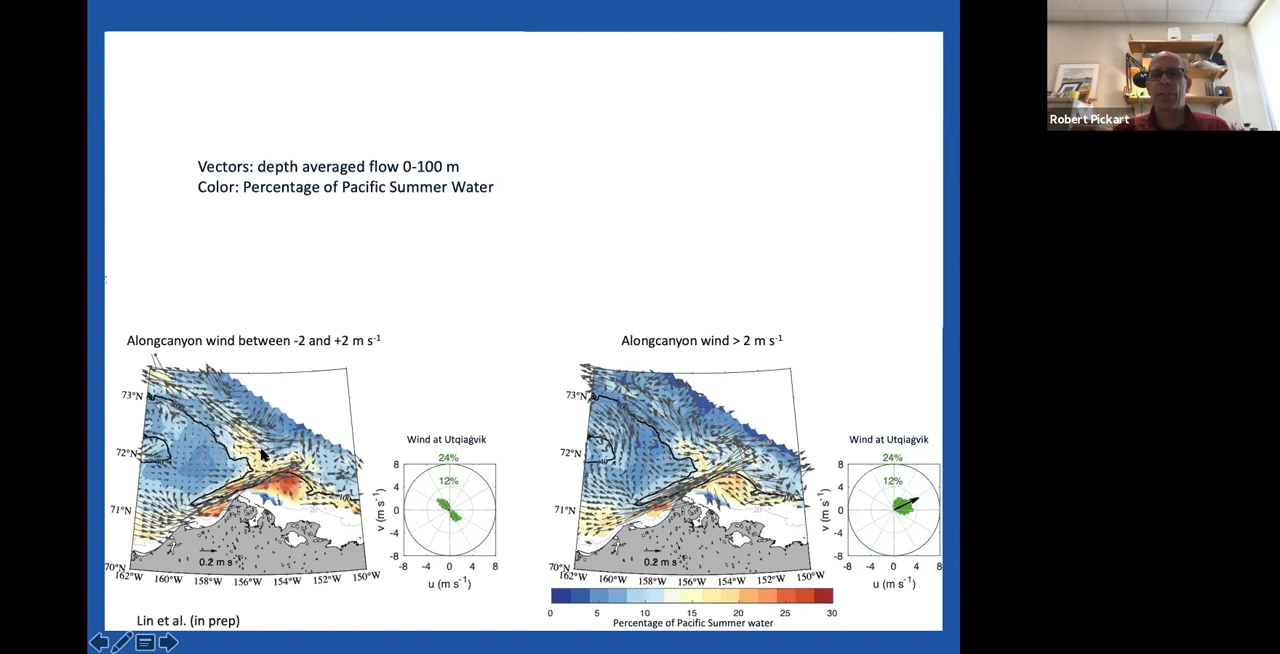 Robert Pickart
Vectors: depth averaged flow 0-100 m
Color: Percentage of Pacific Summer Water
Alongcanyon wind between -2 and +2 m s-1
73°N
72°N
71°N
70°N
162°W 160°W 158°W 156°W 154°W 152°W 150°W
0.2 m s
Wind at Utqiaġvik
24%
12%
8
4
0
-4
-8
v (m s-1)
-8 -4 0 4 8
u (m s-1)
Lin et al. (in prep)
Alongcanyon wind > 2 m s-1
73°N
72°N
71°N
70°N
162°W 160°W 158°W 156°W 154°W 152°W 150°W
0.2 m s
Wind at Utqiaġvik
24%
12%
8
4
0
-4
-8
v (m s-1)
-8 -4 0 4 8
u (m s-1)
0 5 10 15 20 25 30
Percentage of Pacific Summer water